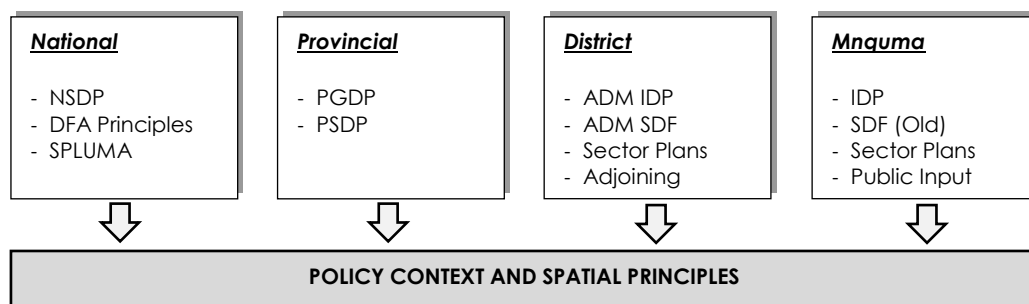 National
- NSDP
- DFA Principles
- SPLUMA
Provincial
- PGDP
- PSDP
District
- ADM IDP
- ADM SDF
- Sector Plans
- Adjoining
Mnquma
- IDP
- SDF (Old)
- Sector Plans
- Public Input
POLICY CONTEXT AND SPATIAL PRINCIPLES